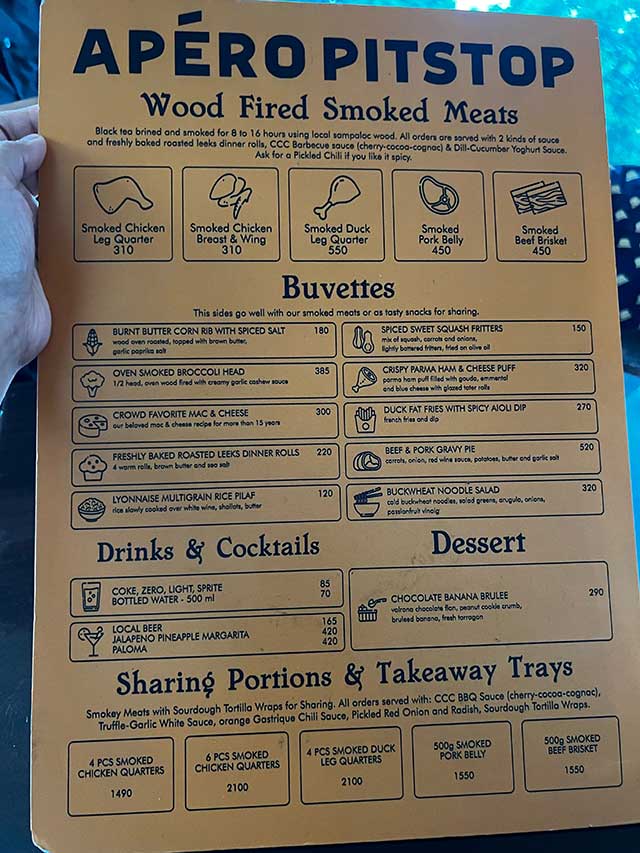 APÉRO PITSTOP
Wood Fired Smoked Meats
Black tea brined and smoked for 8 to 16 hours using local sampaloc wood. All orders are served with 2 kinds of sauce
and freshly baked roasted leeks dinner rolls, CCC Barbecue sauce (cherry-cocoa-cognac) & Dill-Cucumber Yoghurt Sauce.
Ask for a Pickled Chili if you like it spicy.
Smoked Chicken
Leg Quarter
310
Smoked Chicken
Breast & Wing
310
Smoked Duck
Leg Quarter
550
Smoked
Pork Belly
450
Smoked
Beef Brisket
450
Buvettes
This sides go well with our smoked meats or as tasty snacks for sharing.
BURNT BUTTER CORN RIB WITH SPICED SALT 180
wood oven roasted, topped with brown butter,
garlic paprika salt
OVEN SMOKED BROCCOLI HEAD 385
1/2 head, oven wood fired with creamy garlic cashew sauce
CROWD FAVORITE MAC & CHEESE 300
our beloved mac & cheese recipe for more than 15 years
FRESHLY BAKED ROASTED LEEKS DINNER ROLLS 220
4 warm rolls, brown butter and sea salt
LYONNAISE MULTIGRAIN RICE PILAF 120
rice slowly cooked over white wine, shallots, butter
SPICED SWEET SQUASH FRITTERS 150
mix of squash, carrots and onions,
lightly battered fritters, fried on olive oil
CRISPY PARMA HAM & CHEESE PUFF 320
parma ham puff filled with gouda, emmental
and blue cheese with glazed tater rolls
DUCK FAT FRIES WITH SPICY AIOLI DIP 270
french fries and dip
BEEF & PORK GRAVY PIE 520
carrots, onion, red wine sauce, potatoes, butter and garlic salt
BUCKWHEAT NOODLE SALAD 320
cold buckwheat noodles, salad greens, arugula, onions,
passionfruit vinaig
Drinks & Cocktails
COKE, ZERO, LIGHT, SPRITE 85
BOTTLED WATER - 500 ml 70
LOCAL BEER 165
JALAPENO PINEAPPLE MARGARITA 420
PALOMA 420
Dessert
CHOCOLATE BANANA BRULEE 290
valrona chocolate flan, peanut cookie crumb,
bruleed banana, fresh tarragon
Sharing Portions & Takeaway Trays
Smokey Meats with Sourdough Tortilla Wraps for Sharing. All orders served with: CCC BBQ Sauce (cherry-cocoa-cognac),
Truffle-Garlic White Sauce, orange Gastrique Chili Sauce, Pickled Red Onion and Radish, Sourdough Tortilla Wraps.
4 PCS SMOKED
CHICKEN QUARTERS
1490
6 PCS SMOKED
CHICKEN QUARTERS
2100
4 PCS SMOKED DUCK
LEG QUARTERS
2100
500g SMOKED
PORK BELLY
1550
500g SMOKED
BEEF BRISKET
1550